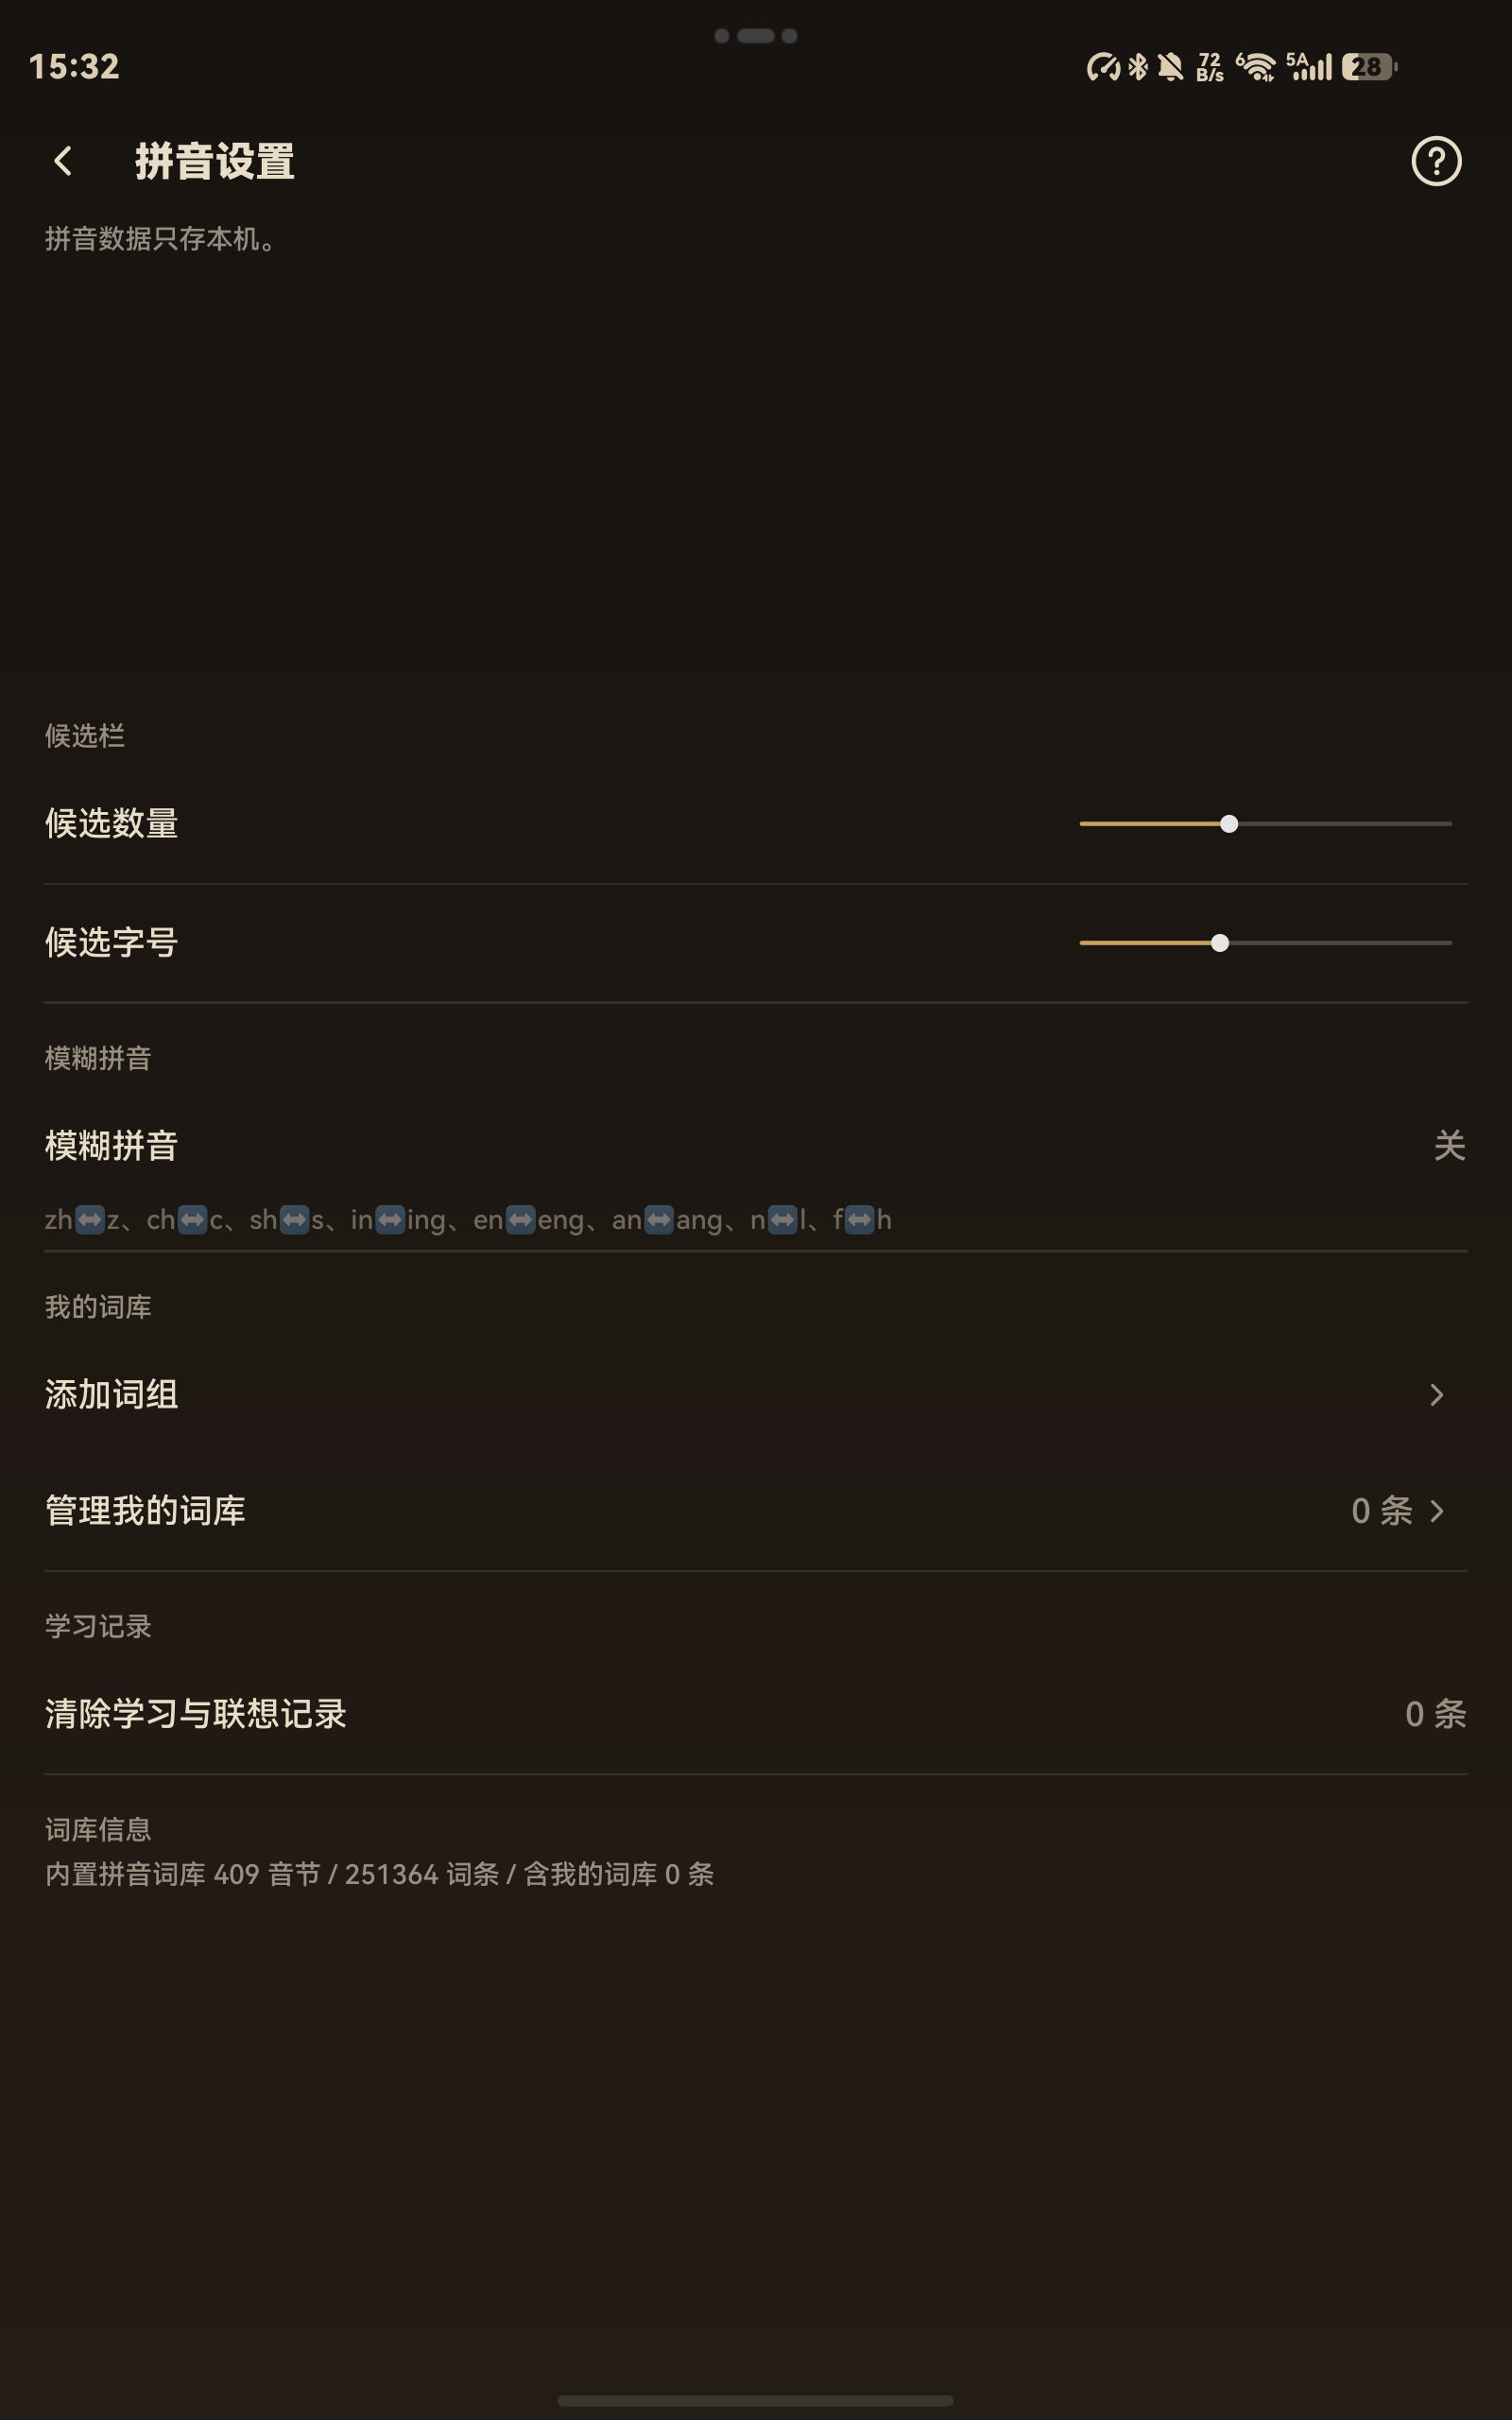 15:32
72 B/s 6 5A 28
拼音设置
拼音数据只存本机。
候选栏
候选数量
候选字号
模糊拼音
模糊拼音 关
zh↔️z、ch↔️c、sh↔️s、in↔️ing、en↔️eng、an↔️ang、n↔️l、f↔️h
我的词库
添加词组
管理我的词库 0 条
学习记录
清除学习与联想记录 0 条
词库信息
内置拼音词库 409 音节 / 251364 词条 / 含我的词库 0 条